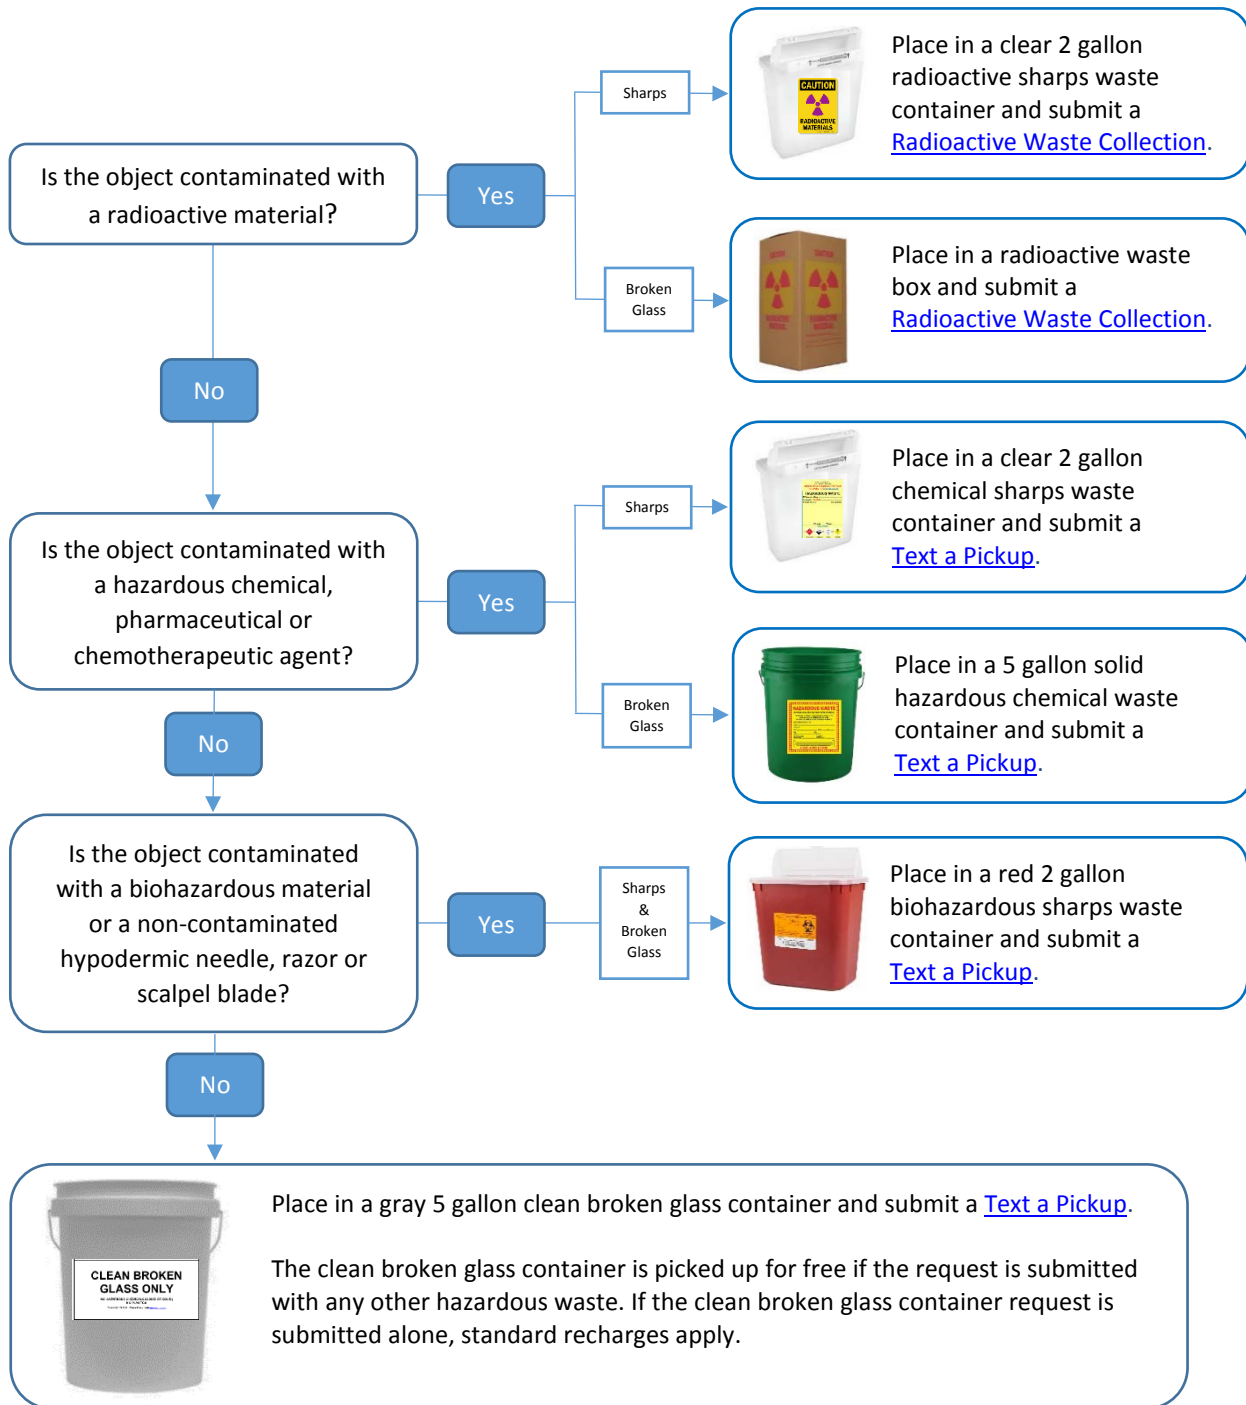 Is the object contaminated with
a radioactive material?
Yes
Sharps
CAUTION
RADIOACTIVE
MATERIALS
Place in a clear 2 gallon
radioactive sharps waste
container and submit a
Radioactive Waste Collection.
Broken
Glass
Place in a radioactive waste
box and submit a
Radioactive Waste Collection.
No
Is the object contaminated with
a hazardous chemical,
pharmaceutical or
chemotherapeutic agent?
Yes
Sharps
HAZARDOUS WASTE
Place in a clear 2 gallon
chemical sharps waste
container and submit a
Text a Pickup.
Broken
Glass
HAZARDOUS WASTE
Place in a 5 gallon solid
hazardous chemical waste
container and submit a
Text a Pickup.
No
Is the object contaminated
with a biohazardous material
or a non-contaminated
hypodermic needle, razor or
scalpel blade?
Yes
Sharps
&
Broken
Glass
Place in a red 2 gallon
biohazardous sharps waste
container and submit a
Text a Pickup.
No
CLEAN BROKEN
GLASS ONLY
Place in a gray 5 gallon clean broken glass container and submit a Text a Pickup.
The clean broken glass container is picked up for free if the request is submitted
with any other hazardous waste. If the clean broken glass container request is
submitted alone, standard recharges apply.